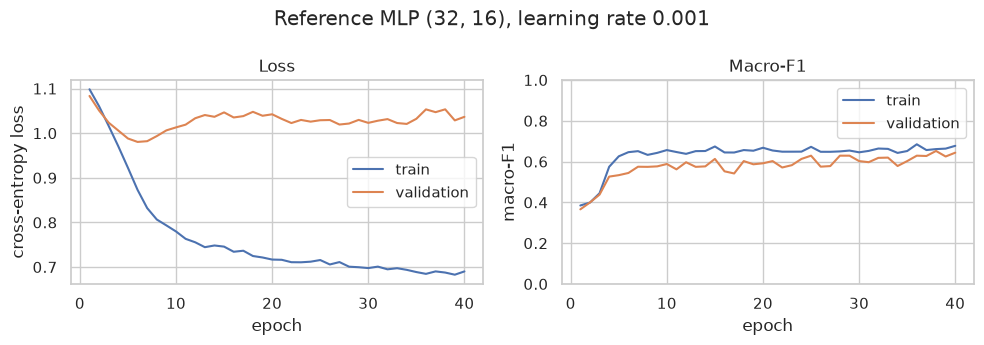 Reference MLP (32, 16), learning rate 0.001
Loss
cross-entropy loss
1.1
1.0
0.9
0.8
0.7
0
10
20
30
40
epoch
train
validation
Macro-F1
macro-F1
1.0
0.8
0.6
0.4
0.2
0.0
0
10
20
30
40
epoch
train
validation